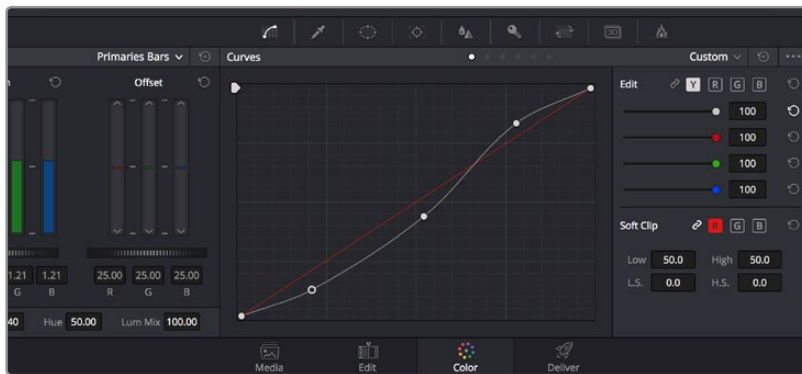 Primaries Bars
Curves
Custom
Offset
Edit
Y R G B
100
100
100
100
Soft Clip
R G B
Low 50.0 High 50.0
L.S. 0.0 H.S. 0.0
1.21 1.21 25.00 25.00 25.00
G B R G B
40 Hue 50.00 Lum Mix 100.00
3D
Media Edit Color Deliver